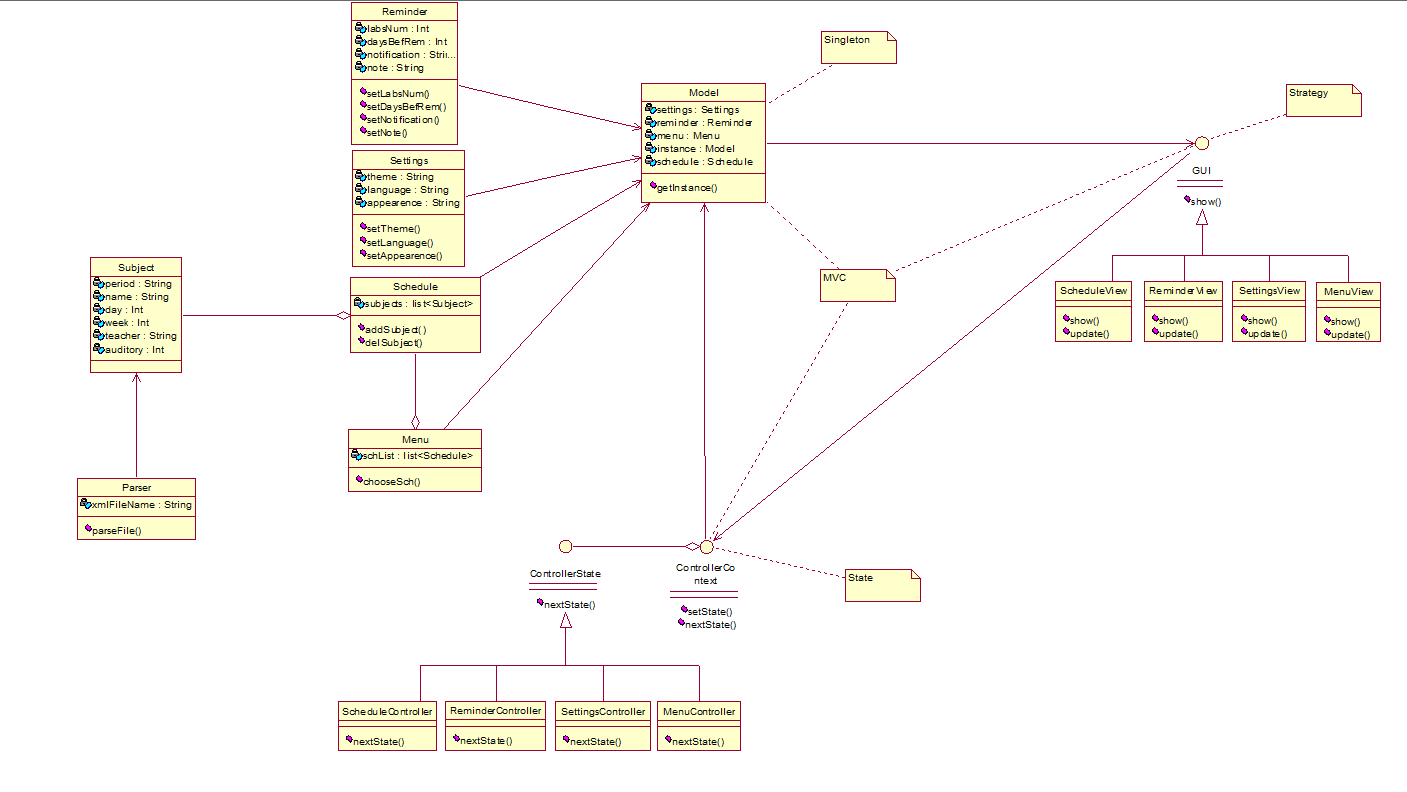 Reminder
labsNum : Int
daysBefRem : Int
notification : Strin...
note : String
setLabsNum()
setDaysBefRem()
setNotification()
setNote()
Settings
theme : String
language : String
appearence : String
setTheme()
setLanguage()
setAppearence()
Schedule
subjects : list<Subject>
addSubject()
delSubject()
Menu
schList : list<Schedule>
chooseSch()
Subject
period : String
name : String
day : Int
week : Int
teacher : String
auditory : Int
Parser
xmlFileName : String
parseFile()
Model
settings : Settings
reminder : Reminder
menu : Menu
instance : Model
schedule : Schedule
getInstance()
Singleton
Strategy
MVC
State
GUI
show()
ScheduleView
show()
update()
ReminderView
show()
update()
SettingsView
show()
update()
MenuView
show()
update()
ControllerState
nextState()
ControllerCo
ntext
setState()
nextState()
ScheduleController
nextState()
ReminderController
nextState()
SettingsController
nextState()
MenuController
nextState()